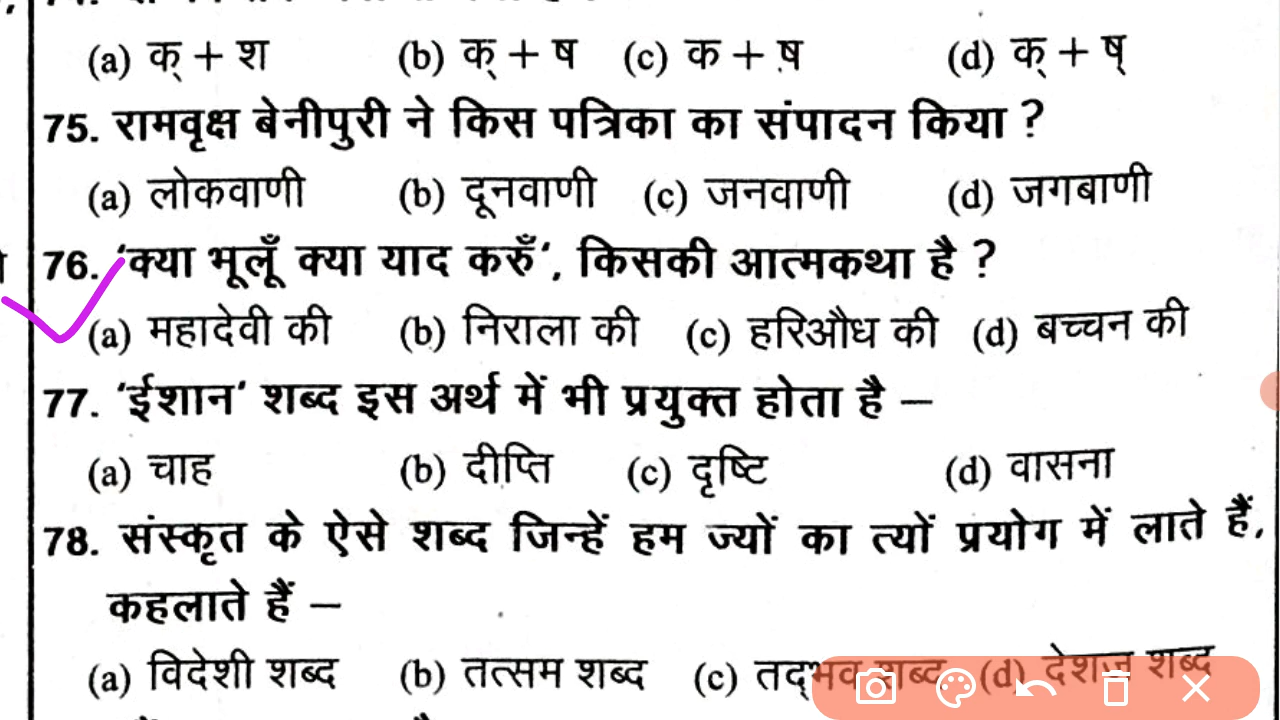 (a) क् + श (b) क् + ष (c) क + ष (d) क् + ष्
75. रामवृक्ष बेनीपुरी ने किस पत्रिका का संपादन किया ?
(a) लोकवाणी (b) दूनवाणी (c) जनवाणी (d) जगबाणी
76. ‘क्या भूलूँ क्या याद करुँ‘, किसकी आत्मकथा है ?
(a) महादेवी की (b) निराला की (c) हरिऔध की (d) बच्चन की
77. ‘ईशान’ शब्द इस अर्थ में भी प्रयुक्त होता है –
(a) चाह (b) दीप्ति (c) दृष्टि (d) वासना
78. संस्कृत के ऐसे शब्द जिन्हें हम ज्यों का त्यों प्रयोग में लाते हैं,
कहलाते हैं –
(a) विदेशी शब्द (b) तत्सम शब्द (c) तद्भव शब्द (d) देशज शब्द